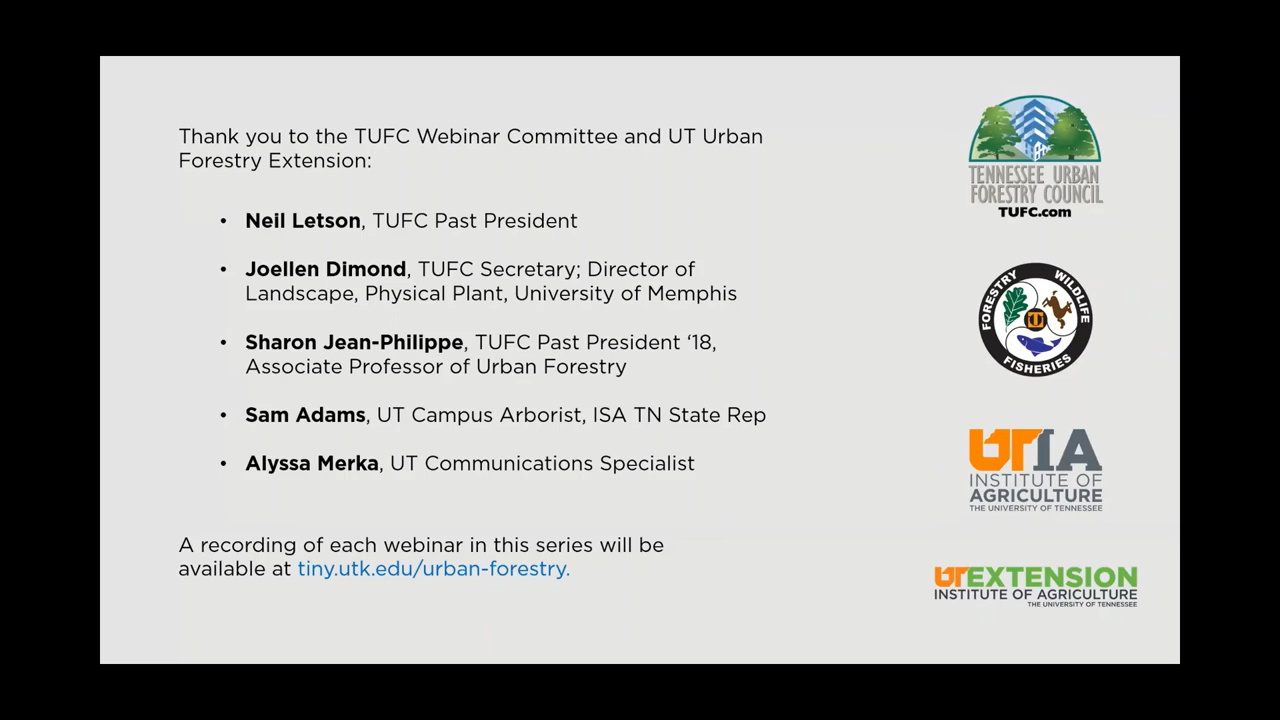 Thank you to the TUFC Webinar Committee and UT Urban
Forestry Extension:
• Neil Letson, TUFC Past President
• Joellen Dimond, TUFC Secretary; Director of
Landscape, Physical Plant, University of Memphis
• Sharon Jean-Philippe, TUFC Past President ‘18,
Associate Professor of Urban Forestry
• Sam Adams, UT Campus Arborist, ISA TN State Rep
• Alyssa Merka, UT Communications Specialist
A recording of each webinar in this series will be
available at tiny.utk.edu/urban-forestry.
TENNESSEE URBAN
FORESTRY COUNCIL
TUFC.com
FORESTRY WILDLIFE
FISHERIES
UTIA
INSTITUTE OF
AGRICULTURE
THE UNIVERSITY OF TENNESSEE
UT EXTENSION
INSTITUTE OF AGRICULTURE
THE UNIVERSITY OF TENNESSEE